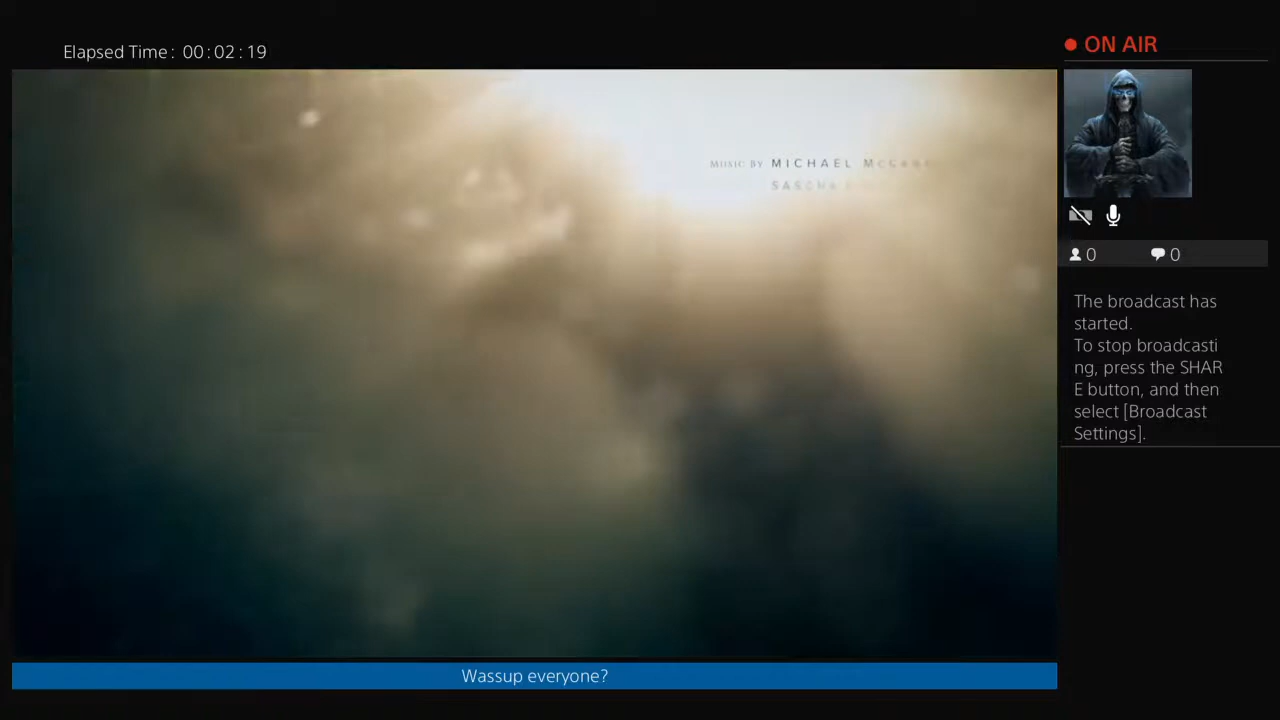 Elapsed Time: 00:02:19
ON AIR
MUSIC BY MICHAEL
SASCHA
0
0
The broadcast has
started.
To stop broadcasti
ng, press the SHAR
E button, and then
select [Broadcast
Settings].
Wassup everyone?